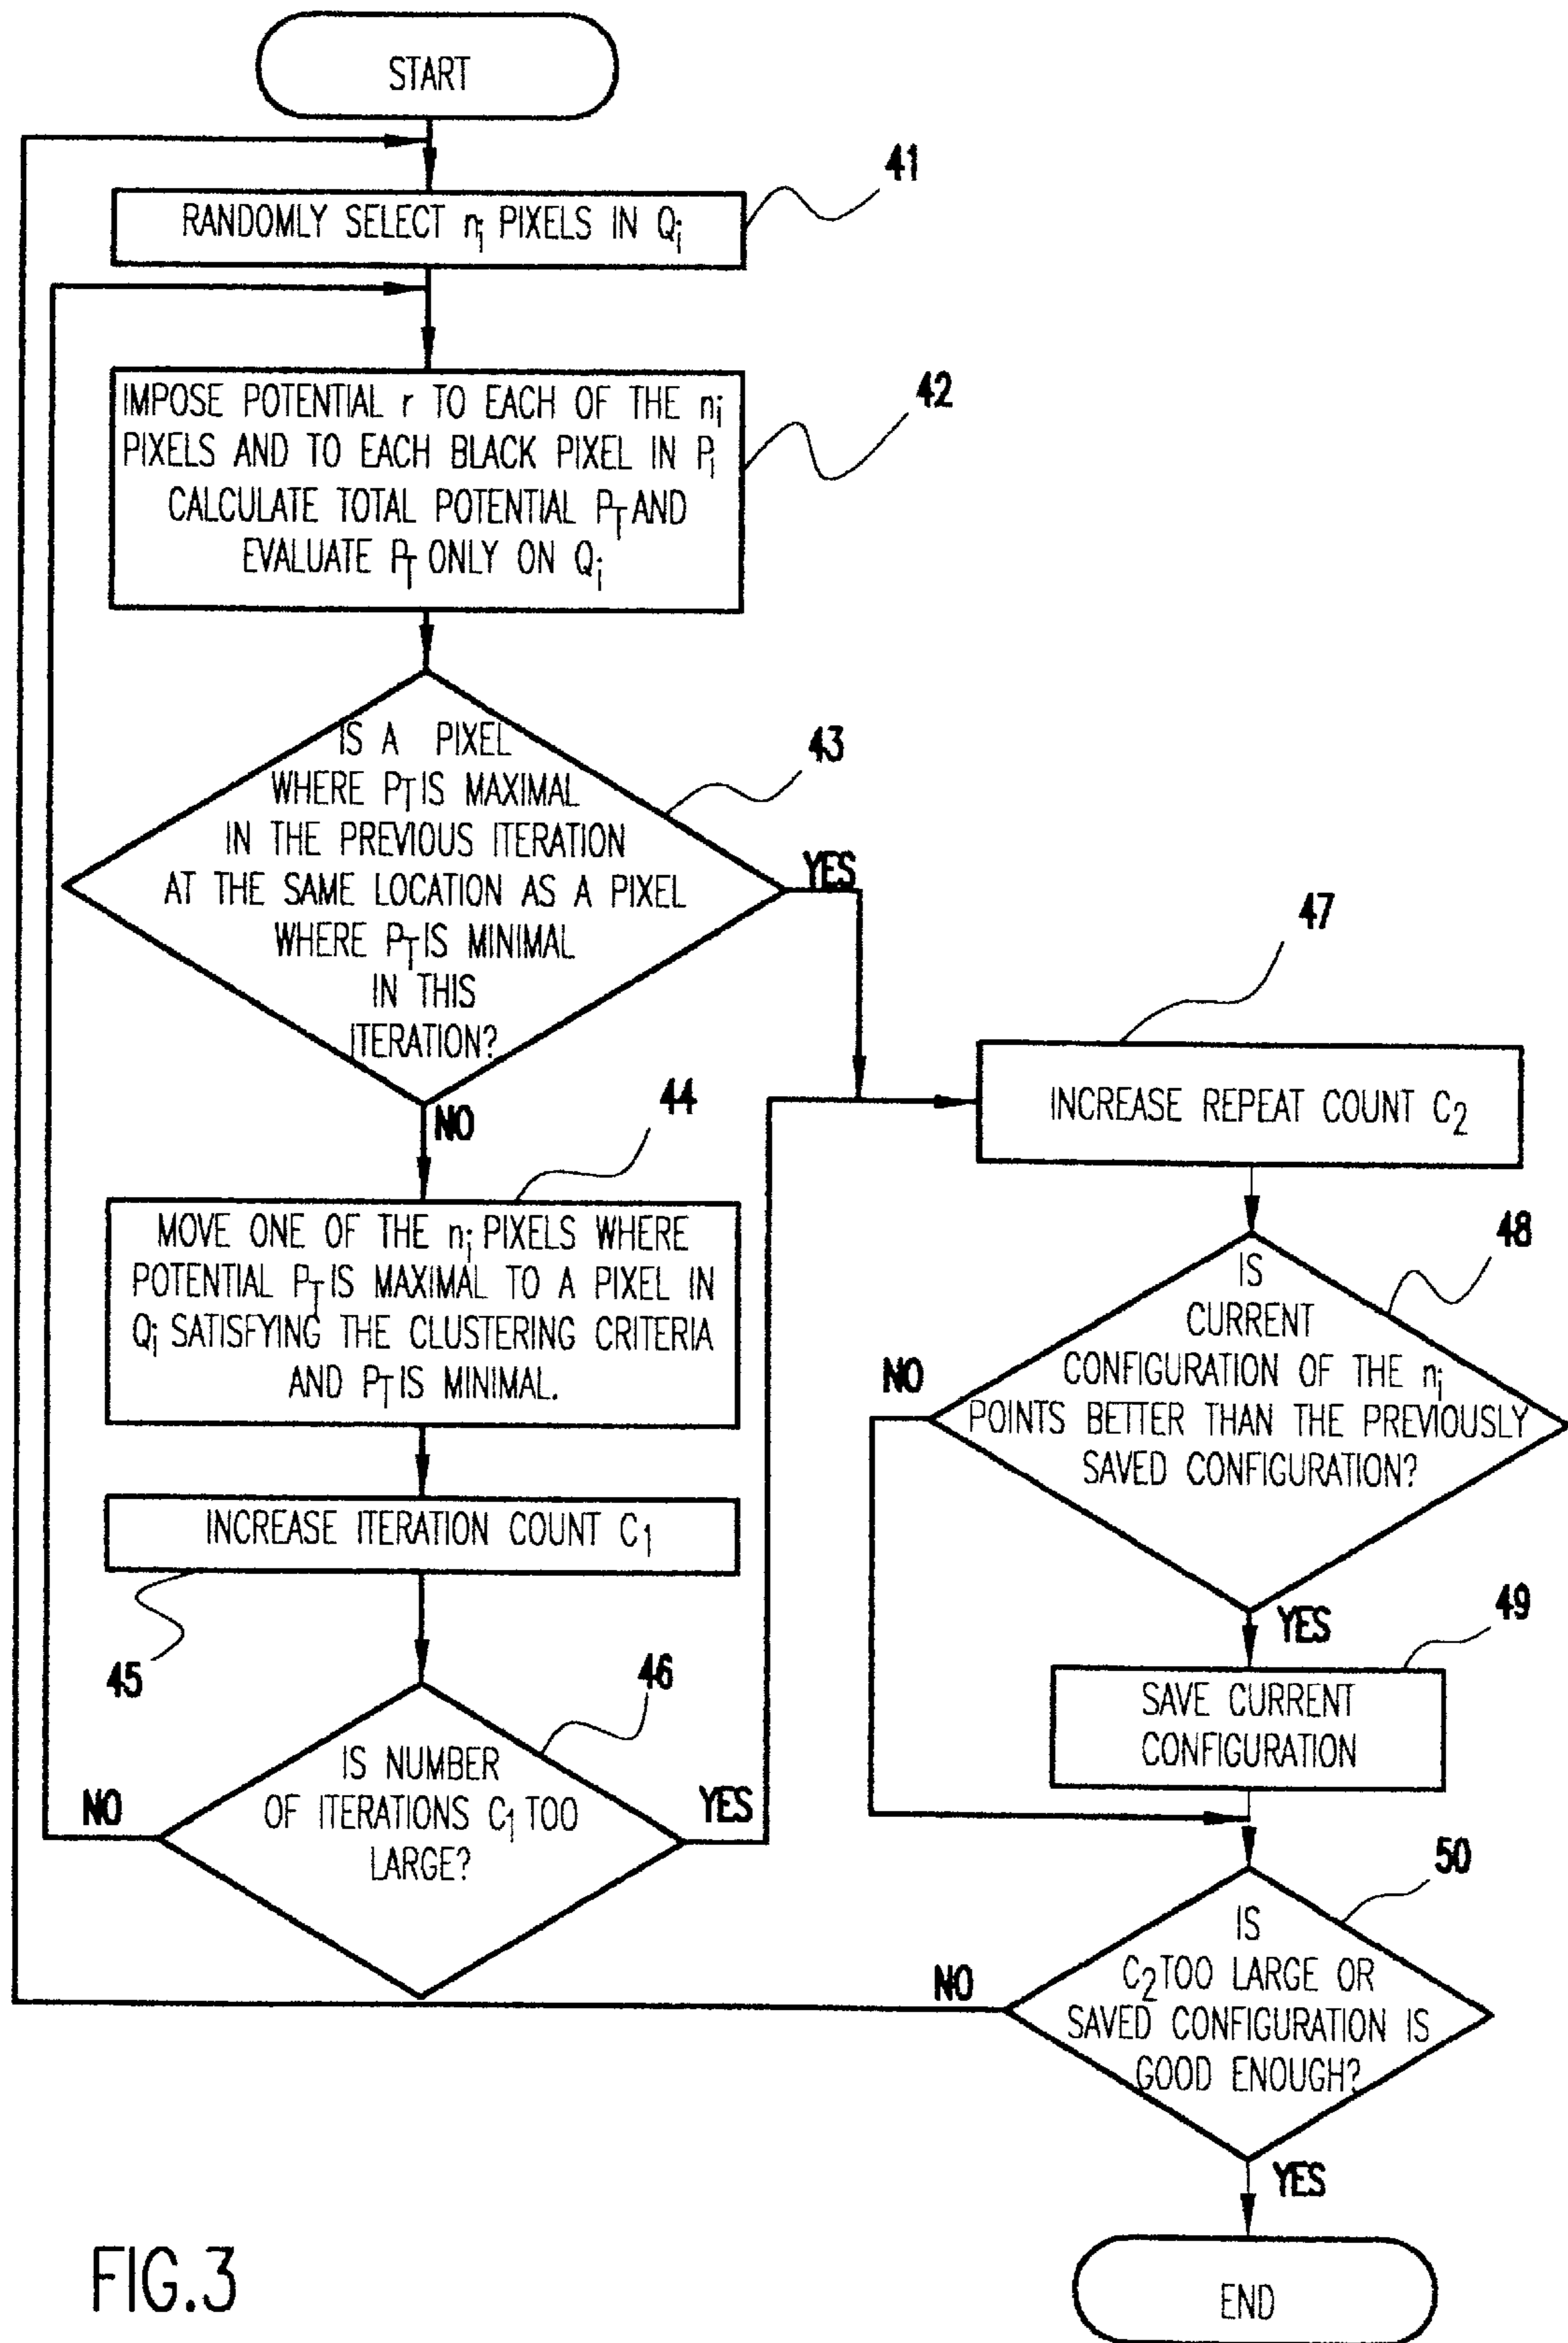 START
41
RANDOMLY SELECT ni PIXELS IN Qi
42
IMPOSE POTENTIAL r TO EACH OF THE ni
PIXELS AND TO EACH BLACK PIXEL IN Pi
CALCULATE TOTAL POTENTIAL PT AND
EVALUATE PT ONLY ON Qi
43
IS A PIXEL
WHERE PT IS MAXIMAL
IN THE PREVIOUS ITERATION
AT THE SAME LOCATION AS A PIXEL
WHERE PT IS MINIMAL
IN THIS
ITERATION?
YES
NO
44
MOVE ONE OF THE ni PIXELS WHERE
POTENTIAL PT IS MAXIMAL TO A PIXEL IN
Qi SATISFYING THE CLUSTERING CRITERIA
AND PT IS MINIMAL.
INCREASE ITERATION COUNT C1
45
46
IS NUMBER
OF ITERATIONS C1 TOO
LARGE?
NO
YES
47
INCREASE REPEAT COUNT C2
48
IS
CURRENT
CONFIGURATION OF THE ni
POINTS BETTER THAN THE PREVIOUSLY
SAVED CONFIGURATION?
NO
YES
49
SAVE CURRENT
CONFIGURATION
50
IS
C2 TOO LARGE OR
SAVED CONFIGURATION IS
GOOD ENOUGH?
NO
YES
END
FIG.3